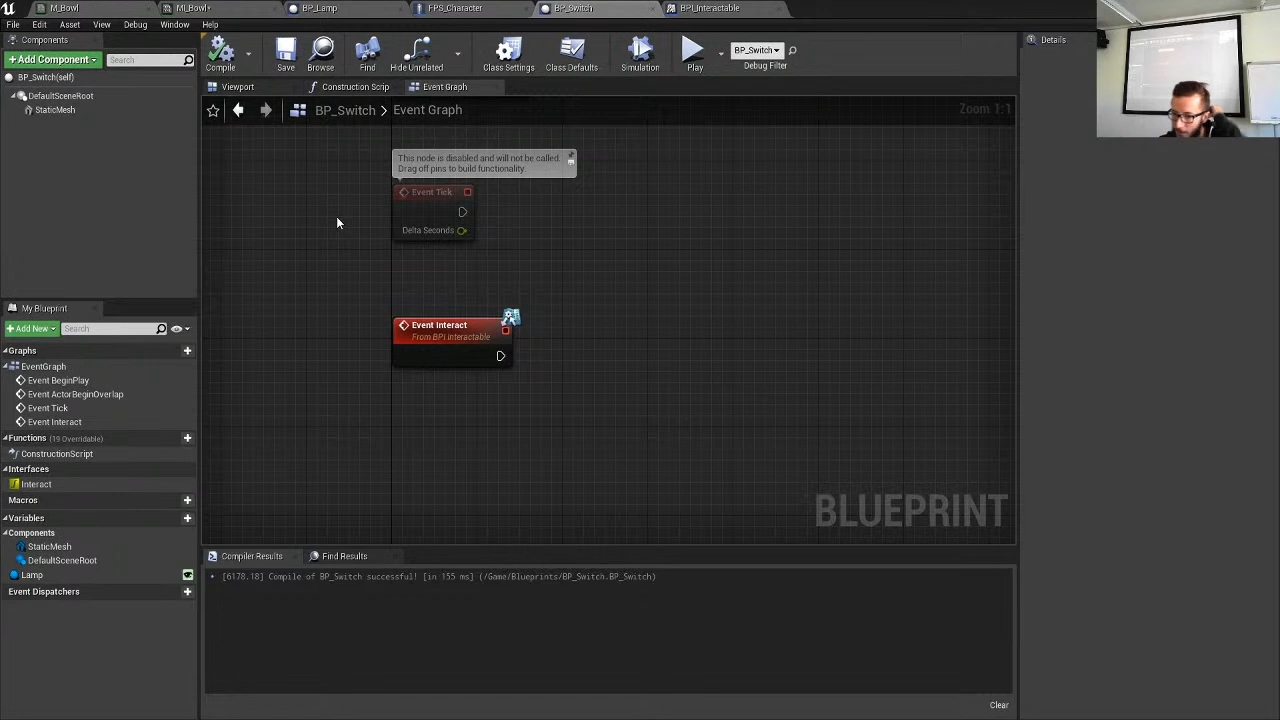 M_Bowl
MI_Bowl*
BP_Lamp
FPS_Character
BP_Switch
BPI_Interactable
File
Edit
Asset
View
Debug
Window
Help
Components
+ Add Component
Search
BP_Switch(self)
DefaultSceneRoot
StaticMesh
Compile
Save
Browse
Find
Hide Unrelated
Class Settings
Class Defaults
Simulation
Play
BP_Switch
Debug Filter
Details
Viewport
Construction Scrip
Event Graph
BP_Switch > Event Graph
Zoom 1:1
This node is disabled and will not be called.
Drag off pins to build functionality.
Event Tick
Delta Seconds
Event Interact
From BPI Interactable
BLUEPRINT
My Blueprint
+ Add New
Search
Graphs
EventGraph
Event BeginPlay
Event ActorBeginOverlap
Event Tick
Event Interact
Functions (19 Overridable)
ConstructionScript
Interfaces
Interact
Macros
Variables
Components
StaticMesh
DefaultSceneRoot
Lamp
Event Dispatchers
Compiler Results
Find Results
[6178.18] Compile of BP_Switch successful! [in 155 ms] (/Game/Blueprints/BP_Switch.BP_Switch)
Clear